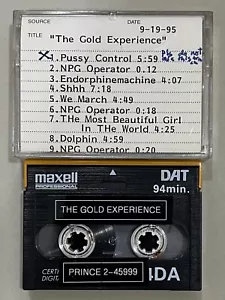 SOURCE
DATE
9-19-95
TITLE
"The Gold Experience"
X1.Pussy Control 5:59
2.NPG Operator 0.12
3.Endorphinemachine 4:07
4.Shhh 7:18
5.We March 4:49
6.NPG Operator 0:18
7.THe Most Beautiful Girl
In THe World 4:25
8.Dolphin 4:59
9.NPG Operator 0:20
maxell
PROFESSIONAL
DAT
94min.
THE GOLD EXPERIENCE
CERTI
DIGIT
4DA
PRINCE 2-45999